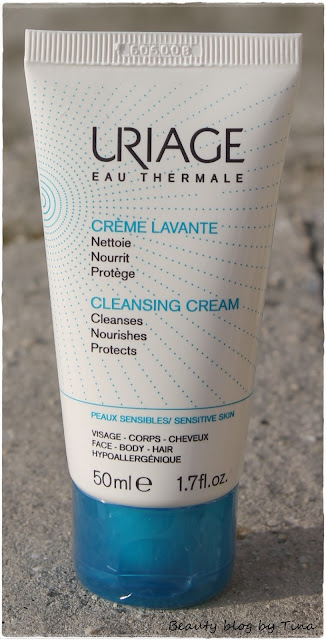 URIAGE
EAU THERMALE
CRÈME LAVANTE
Nettoie
Nourrit
Protège
CLEANSING CREAM
Cleanses
Nourishes
Protects
PEAUX SENSIBLES/ SENSITIVE SKIN
VISAGE - CORPS - CHEVEUX
FACE - BODY - HAIR
HYPOALLERGÉNIQUE
50ml e 1.7fl.oz.
Beauty blog by Tina